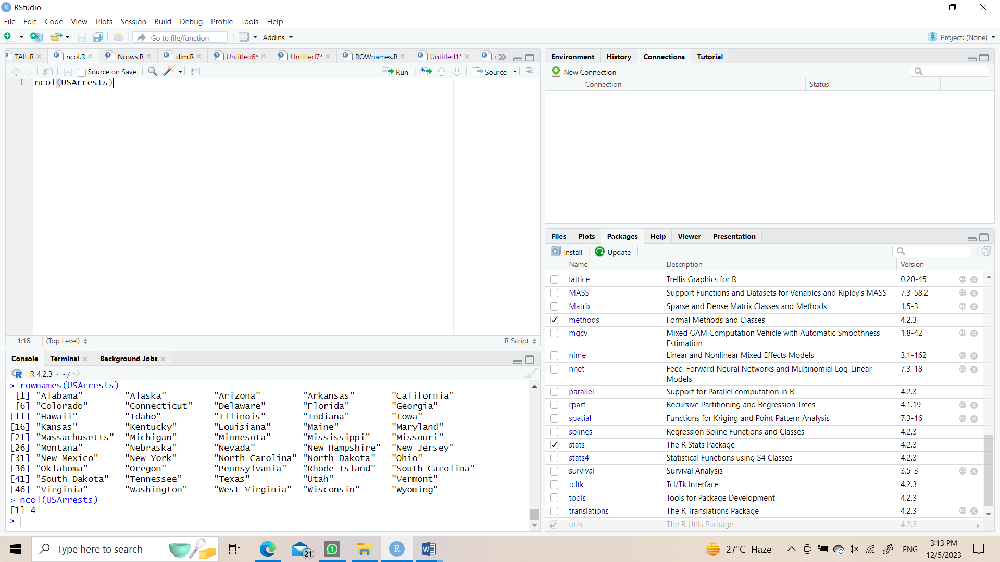 RStudio
File Edit Code View Plots Session Build Debug Profile Tools Help
Go to file/function Addins Project: (None)
TAIL.R ncol.R Nrows.R dim.R Untitled6* Untitled7* ROWnames.R Untitled1*
Source on Save Run Source
1 ncol(USArrests)
1:16 (Top Level) R Script
Console Terminal Background Jobs
R 4.2.3 · ~/
> rownames(USArrests)
[1] "Alabama" "Alaska" "Arizona" "Arkansas" "California"
[6] "Colorado" "Connecticut" "Delaware" "Florida" "Georgia"
[11] "Hawaii" "Idaho" "Illinois" "Indiana" "Iowa"
[16] "Kansas" "Kentucky" "Louisiana" "Maine" "Maryland"
[21] "Massachusetts" "Michigan" "Minnesota" "Mississippi" "Missouri"
[26] "Montana" "Nebraska" "Nevada" "New Hampshire" "New Jersey"
[31] "New Mexico" "New York" "North Carolina" "North Dakota" "Ohio"
[36] "Oklahoma" "Oregon" "Pennsylvania" "Rhode Island" "South Carolina"
[41] "South Dakota" "Tennessee" "Texas" "Utah" "Vermont"
[46] "Virginia" "Washington" "West Virginia" "Wisconsin" "Wyoming"
> ncol(USArrests)
[1] 4
>
Environment History Connections Tutorial
New Connection
Connection Status
Files Plots Packages Help Viewer Presentation
Install Update
Name Description Version
lattice Trellis Graphics for R 0.20-45
MASS Support Functions and Datasets for Venables and Ripley's MASS 7.3-58.2
Matrix Sparse and Dense Matrix Classes and Methods 1.5-3
methods Formal Methods and Classes 4.2.3
mgcv Mixed GAM Computation Vehicle with Automatic Smoothness 1.8-42
Estimation
nlme Linear and Nonlinear Mixed Effects Models 3.1-162
nnet Feed-Forward Neural Networks and Multinomial Log-Linear 7.3-18
Models
parallel Support for Parallel computation in R 4.2.3
rpart Recursive Partitioning and Regression Trees 4.1.19
spatial Functions for Kriging and Point Pattern Analysis 7.3-16
splines Regression Spline Functions and Classes 4.2.3
stats The R Stats Package 4.2.3
stats4 Statistical Functions using S4 Classes 4.2.3
survival Survival Analysis 3.5-3
tcltk Tcl/Tk Interface 4.2.3
tools Tools for Package Development 4.2.3
translations The R Translations Package 4.2.3
utils The R Utils Package 4.2.3
Type here to search 21 1 27°C Haze ENG 3:13 PM
12/5/2023